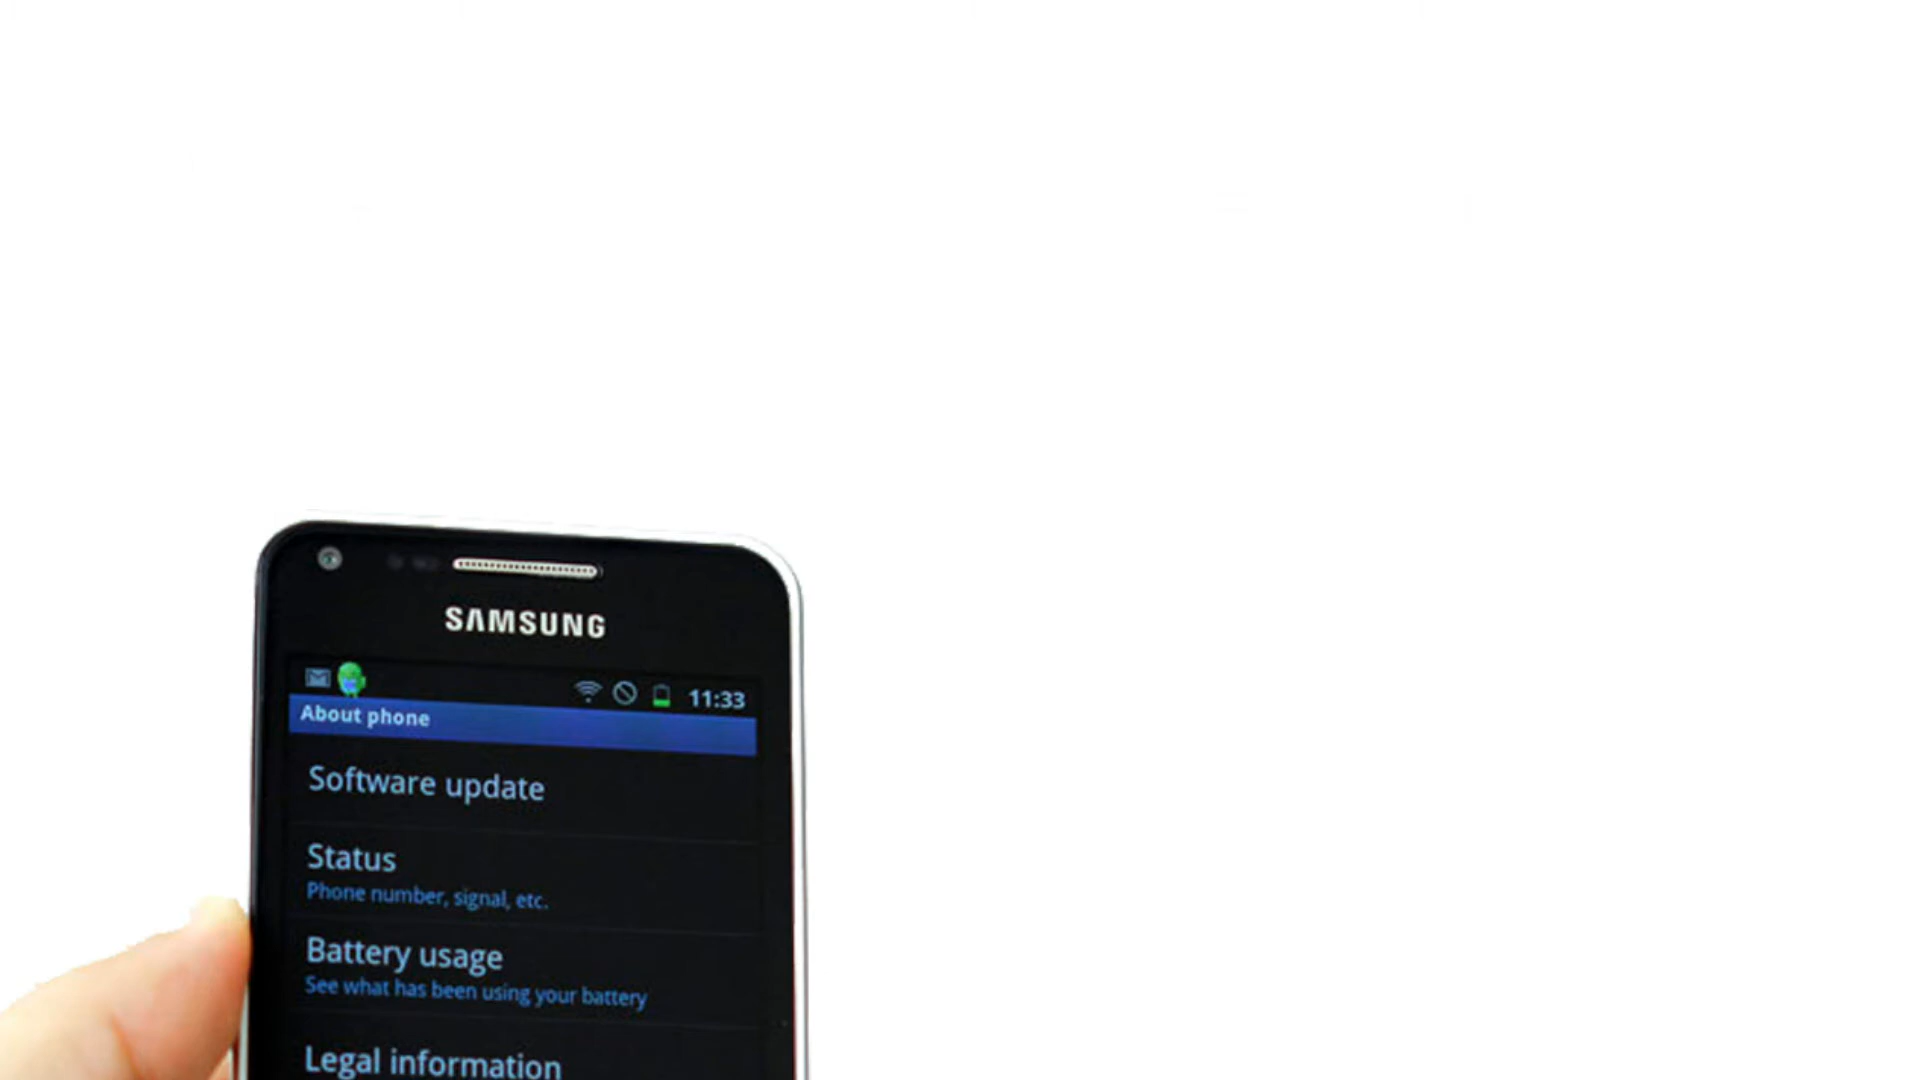 SAMSUNG
11:33
About phone
Software update
Status
Phone number, signal, etc.
Battery usage
See what has been using your battery
Legal information